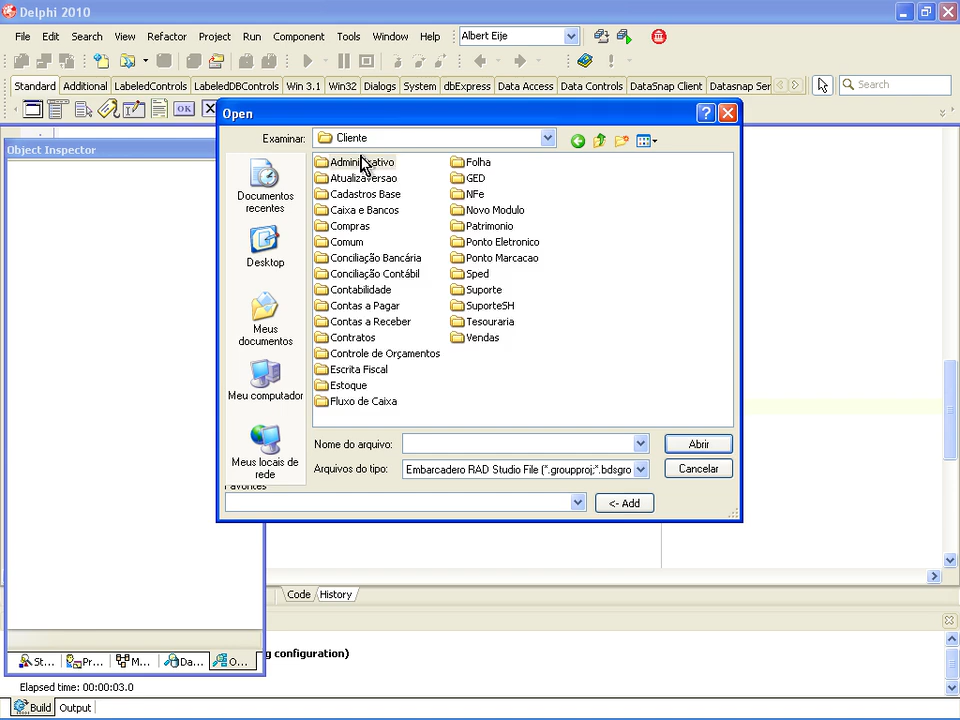 Delphi 2010
File Edit Search View Refactor Project Run Component Tools Window Help Albert Eije
Standard Additional LabeledControls LabeledDBControls Win 3.1 Win32 Dialogs System dbExpress Data Access Data Controls DataSnap Client Datasnap Ser Search
OK
Object Inspector
Open
Examinar: Cliente
Documentos recentes
Desktop
Meus documentos
Meu computador
Meus locais de rede
Administrativo
Cadastros Base
Caixa e Bancos
Compras
Comum
Conciliação Bancária
Conciliação Contábil
Contabilidade
Contas a Pagar
Contas a Receber
Contratos
Controle de Orçamentos
Escrita Fiscal
Estoque
Fluxo de Caixa
Folha
GED
NFe
Novo Modulo
Patrimonio
Ponto Eletronico
Ponto Marcacao
Sped
Suporte
SuporteSH
Tesouraria
Vendas
Nome do arquivo: Abrir
Arquivos do tipo: Embarcadero RAD Studio File (*.groupproj;*.bdsgro Cancelar
Favorites
<- Add
Code History
g configuration)
St... Pr... M... Da... O...
Elapsed time: 00:00:03.0
Build Output